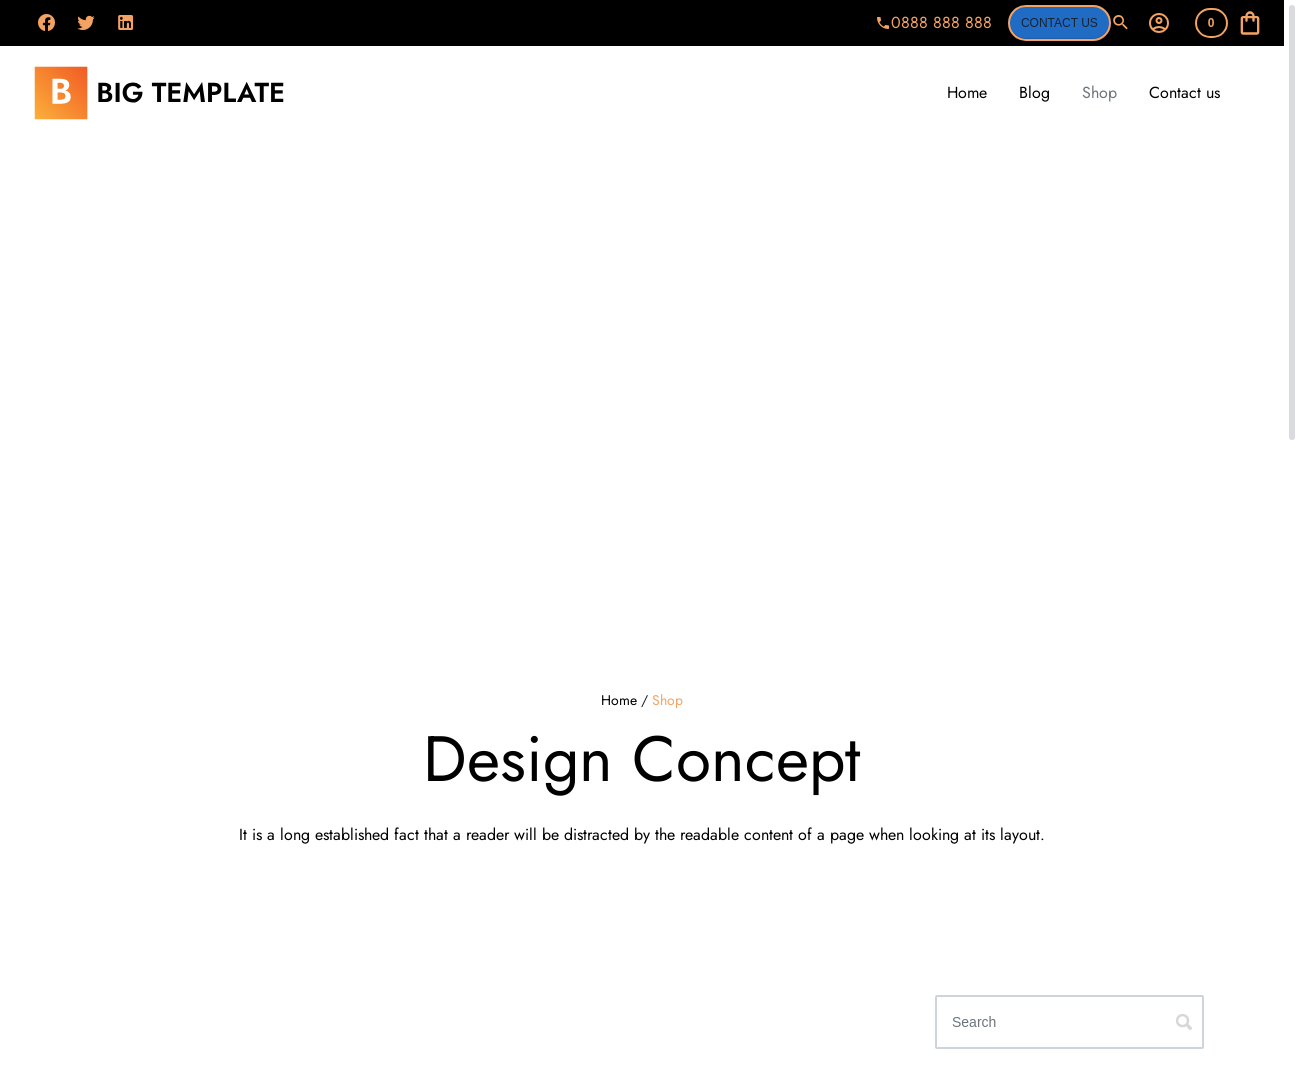 0888 888 888
CONTACT US
0
B BIG TEMPLATE
Home Blog Shop Contact us
Home / Shop
Design Concept
It is a long established fact that a reader will be distracted by the readable content of a page when looking at its layout.
Search